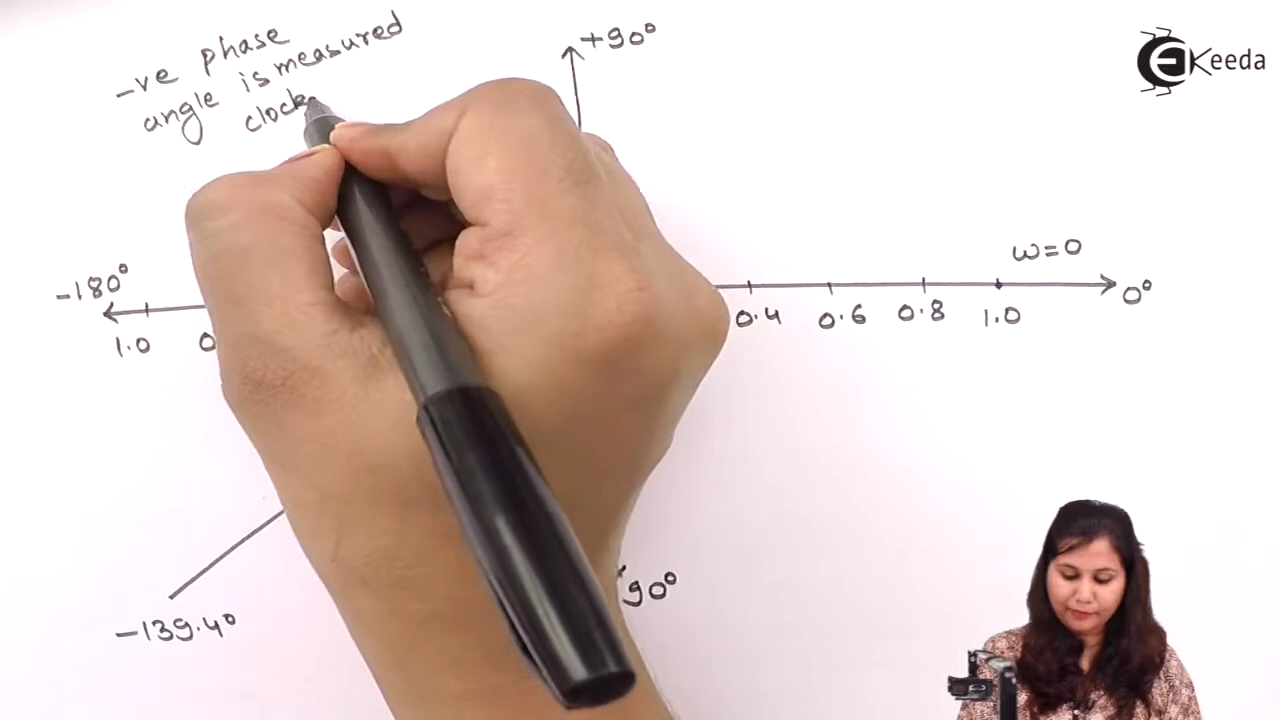 -ve phase
angle is measured
clock
+90°
Keeda
-180°
ω=0
0°
1.0
0.4
0.6
0.8
1.0
90°
-139.4°